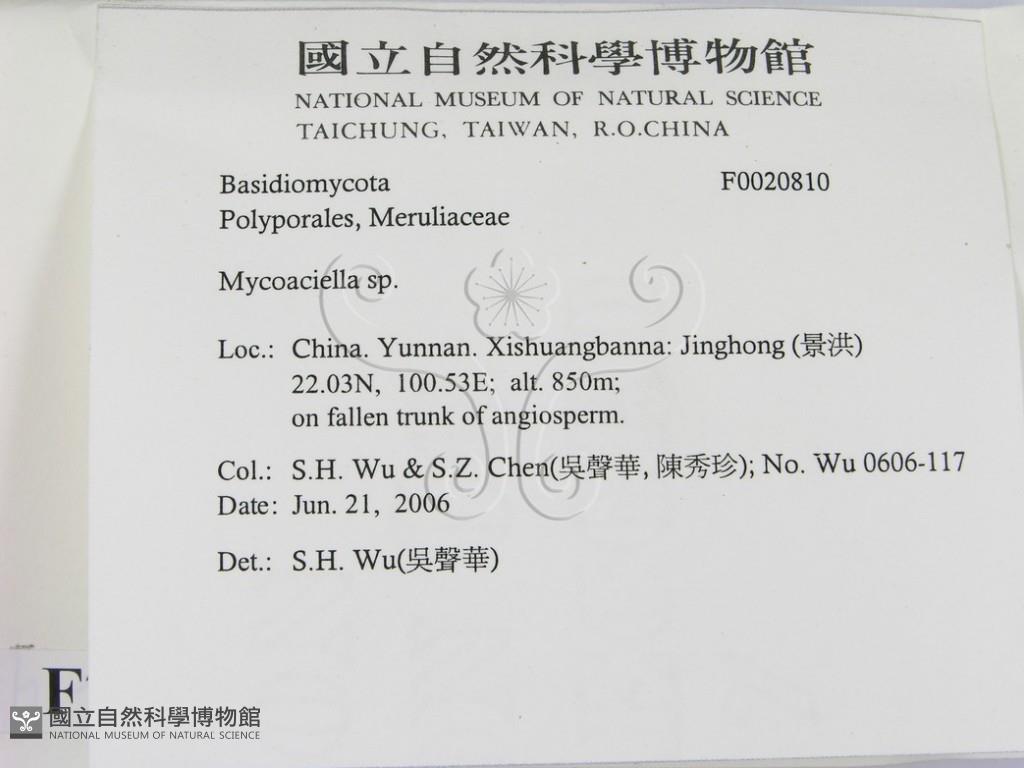 國立自然科學博物館
NATIONAL MUSEUM OF NATURAL SCIENCE
TAICHUNG, TAIWAN, R.O.CHINA
Basidiomycota F0020810
Polyporales, Meruliaceae
Mycoaciella sp.
Loc.: China. Yunnan. Xishuangbanna: Jinghong (景洪)
22.03N, 100.53E; alt. 850m;
on fallen trunk of angiosperm.
Col.: S.H. Wu & S.Z. Chen(吳聲華, 陳秀珍); No. Wu 0606-117
Date: Jun. 21, 2006
Det.: S.H. Wu(吳聲華)
F
國立自然科學博物館
NATIONAL MUSEUM OF NATURAL SCIENCE